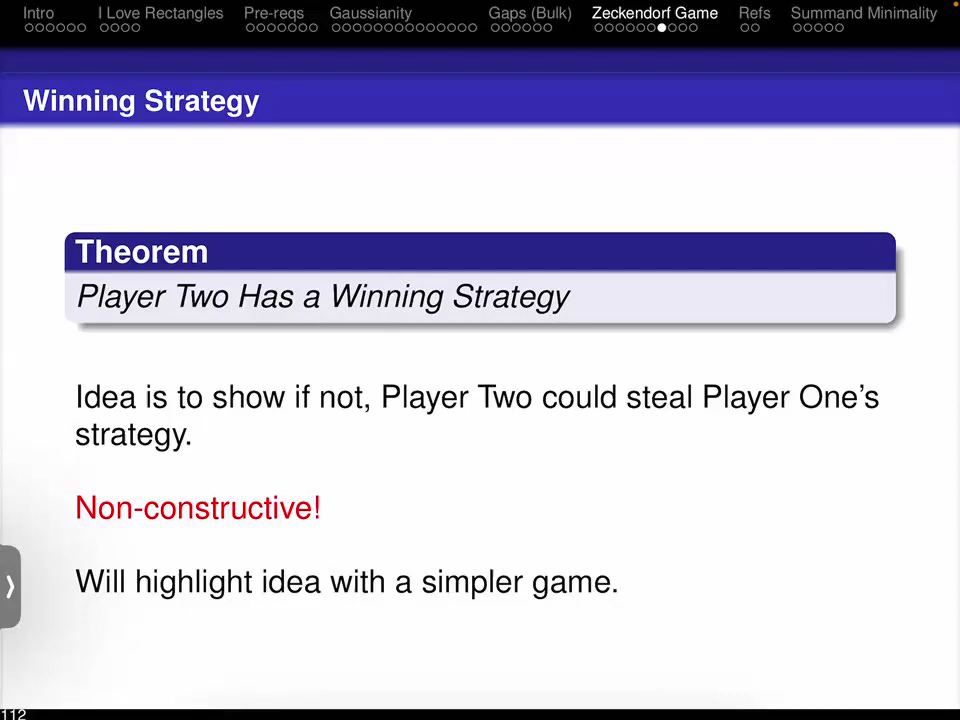 Intro I Love Rectangles Pre-reqs Gaussianity Gaps (Bulk) Zeckendorf Game Refs Summand Minimality
Winning Strategy
Theorem
Player Two Has a Winning Strategy
Idea is to show if not, Player Two could steal Player One's
strategy.
Non-constructive!
Will highlight idea with a simpler game.
112